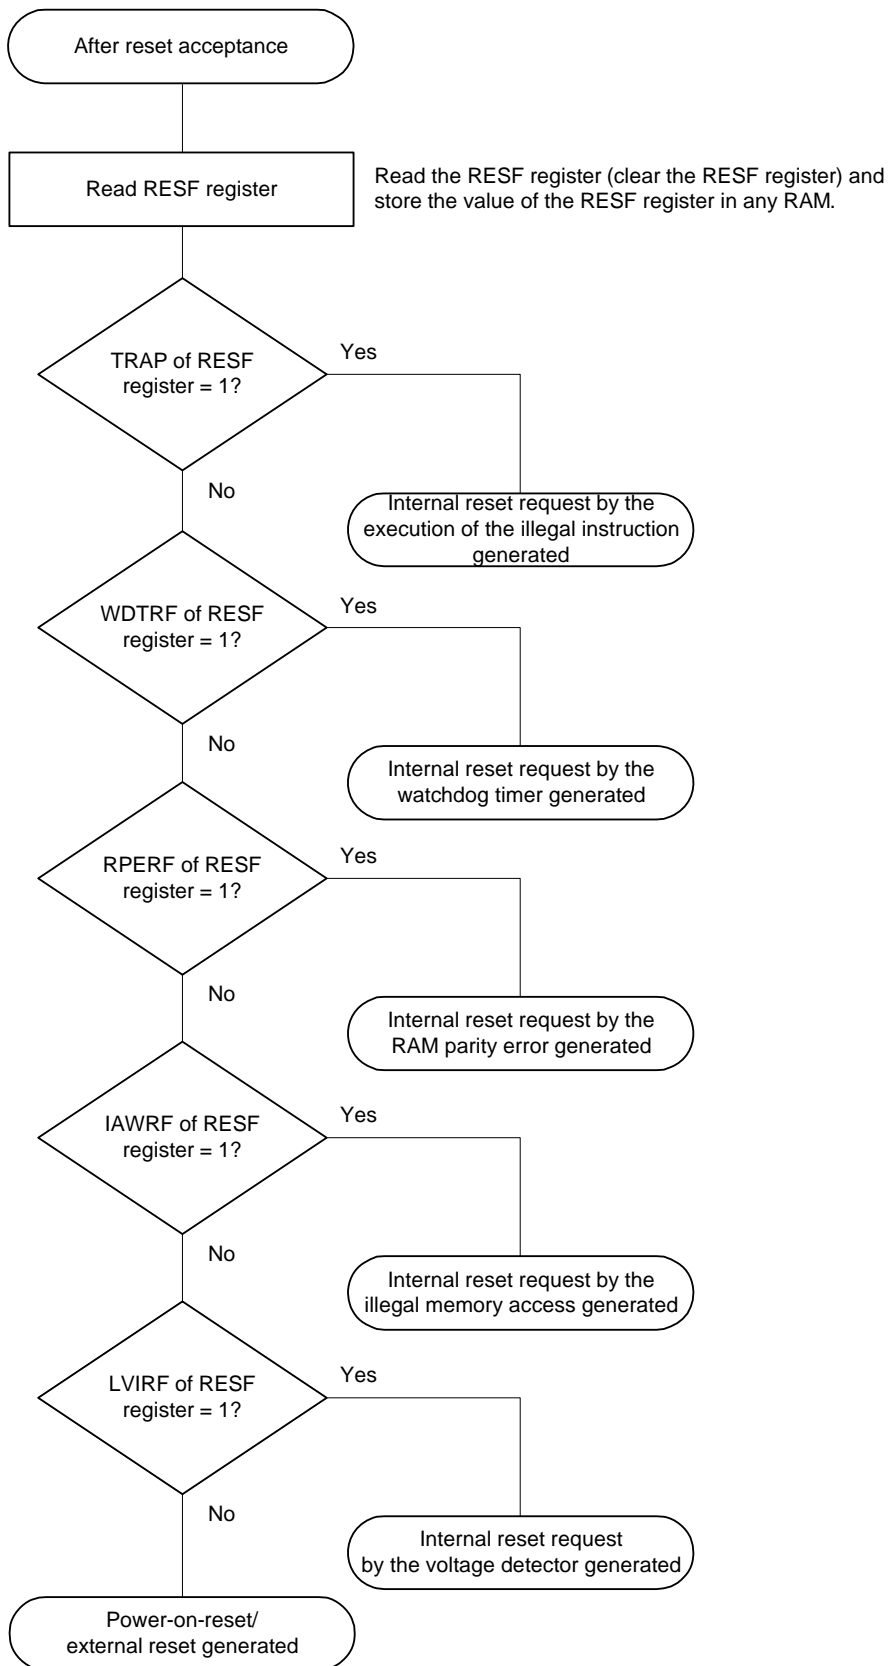 After reset acceptance
Read RESF register
Read the RESF register (clear the RESF register) and
store the value of the RESF register in any RAM.
TRAP of RESF
register = 1?
Yes
No
Internal reset request by the
execution of the illegal instruction
generated
WDTRF of RESF
register = 1?
Yes
No
Internal reset request by the
watchdog timer generated
RPERF of RESF
register = 1?
Yes
No
Internal reset request by the
RAM parity error generated
IAWRF of RESF
register = 1?
Yes
No
Internal reset request by the
illegal memory access generated
LVIRF of RESF
register = 1?
Yes
No
Internal reset request
by the voltage detector generated
Power-on-reset/
external reset generated